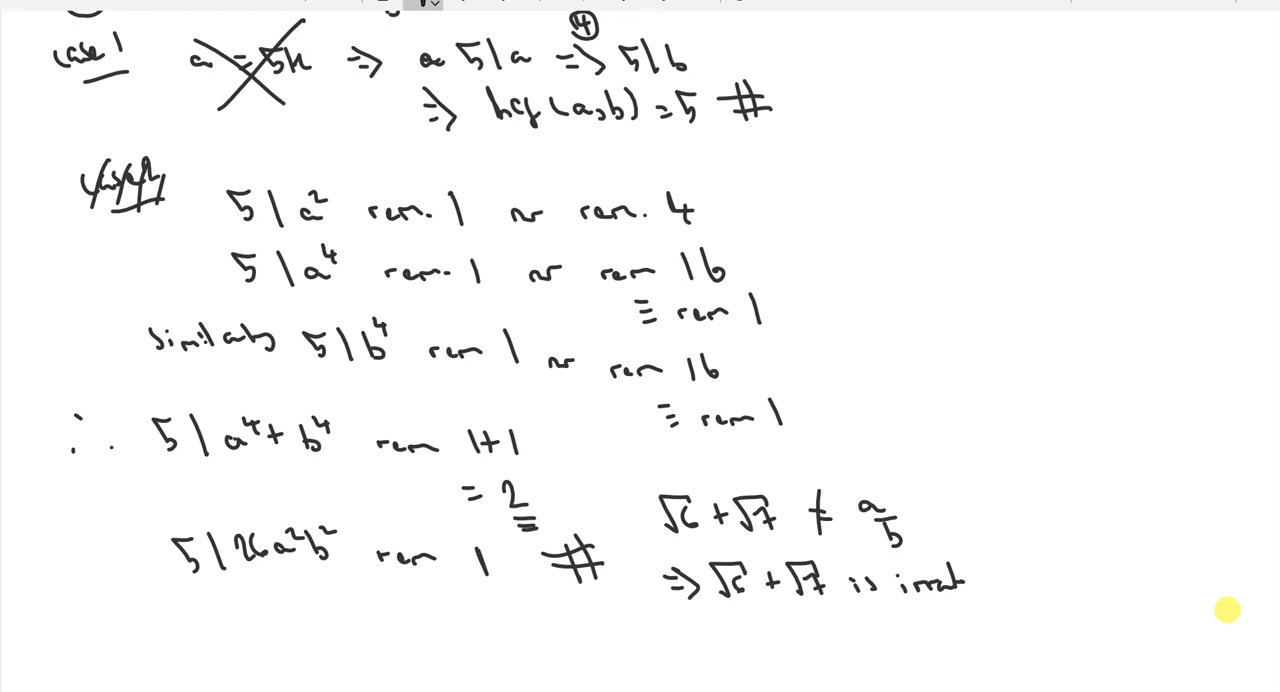 case 1 a = 5k ⇒ 5|a ④⇒ 5|b
⇒ hcf (a,b) = 5 #
5 | a² rem. 1 or rem. 4
5 | a⁴ rem. 1 or rem 16
≡ rem 1
Similarly 5 | b⁴ rem 1 or rem 16
≡ rem 1
∴ 5 | a⁴ + b⁴ rem 1+1
= 2
5 | 26a²b² rem 1 #
√6 + √7 ≠ a/b
⇒ √6 + √7 is irrat